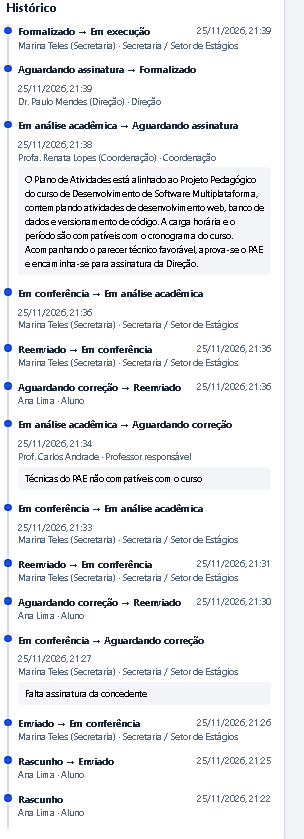 Histórico
Formalizado → Em execução 25/11/2026, 21:39
Marina Teles (Secretaria) · Secretaria / Setor de Estágios
Aguardando assinatura → Formalizado
25/11/2026, 21:39
Dr. Paulo Mendes (Direção) · Direção
Em análise acadêmica → Aguardando assinatura
25/11/2026, 21:38
Profa. Renata Lopes (Coordenação) · Coordenação
O Plano de Atividades está alinhado ao Projeto Pedagógico
do curso de Desenvolvimento de Software Multiplataforma,
contemplando atividades de desenvolvimento web, banco de
dados e versionamento de código. A carga horária e o
período são compatíveis com o cronograma do curso.
Acompanhando o parecer técnico favorável, aprova-se o PAE
e encaminha-se para assinatura da Direção.
Em conferência → Em análise acadêmica
25/11/2026, 21:36
Marina Teles (Secretaria) · Secretaria / Setor de Estágios
Reenviado → Em conferência 25/11/2026, 21:36
Marina Teles (Secretaria) · Secretaria / Setor de Estágios
Aguardando correção → Reenviado 25/11/2026, 21:36
Ana Lima · Aluno
Em análise acadêmica → Aguardando correção
25/11/2026, 21:34
Prof. Carlos Andrade · Professor responsável
Técnicas do PAE não compatíveis com o curso
Em conferência → Em análise acadêmica
25/11/2026, 21:33
Marina Teles (Secretaria) · Secretaria / Setor de Estágios
Reenviado → Em conferência 25/11/2026, 21:31
Marina Teles (Secretaria) · Secretaria / Setor de Estágios
Aguardando correção → Reenviado 25/11/2026, 21:30
Ana Lima · Aluno
Em conferência → Aguardando correção
25/11/2026, 21:27
Marina Teles (Secretaria) · Secretaria / Setor de Estágios
Falta assinatura da concedente
Enviado → Em conferência 25/11/2026, 21:26
Marina Teles (Secretaria) · Secretaria / Setor de Estágios
Rascunho → Enviado 25/11/2026, 21:25
Ana Lima · Aluno
Rascunho 25/11/2026, 21:22
Ana Lima · Aluno